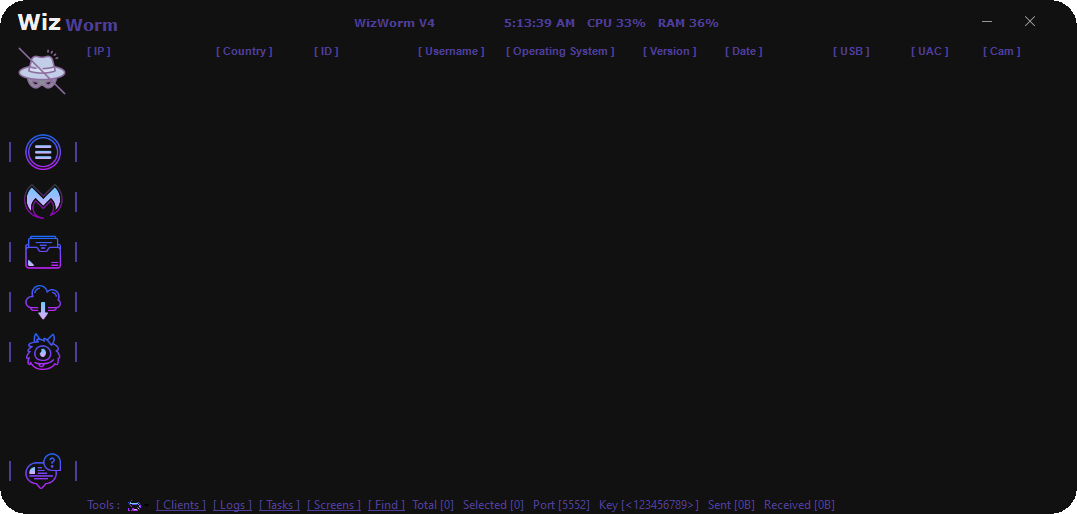 Wiz Worm WizWorm V4 5:13:39 AM CPU 33% RAM 36%
[ IP ] [ Country ] [ ID ] [ Username ] [ Operating System ] [ Version ] [ Date ] [ USB ] [ UAC ] [ Cam ]
?
Tools : [ Clients ] [ Logs ] [ Tasks ] [ Screens ] [ Find ] Total [0] Selected [0] Port [5552] Key [<123456789>] Sent [0B] Received [0B]